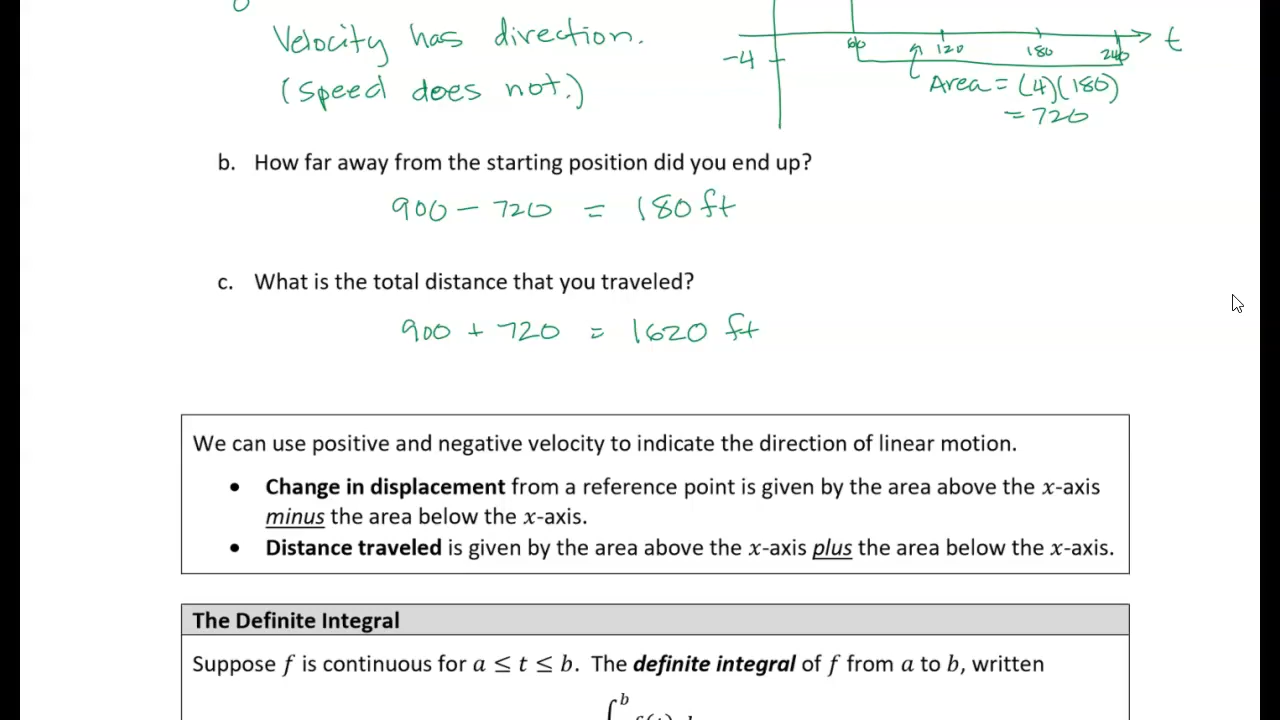 Velocity has direction.
(Speed does not.)
-4
60
120
180
240
t
Area = (4)(180)
= 720
b. How far away from the starting position did you end up?
900 - 720 = 180 ft
c. What is the total distance that you traveled?
900 + 720 = 1620 ft
We can use positive and negative velocity to indicate the direction of linear motion.
• Change in displacement from a reference point is given by the area above the x-axis
minus the area below the x-axis.
• Distance traveled is given by the area above the x-axis plus the area below the x-axis.
The Definite Integral
Suppose f is continuous for a ≤ t ≤ b. The definite integral of f from a to b, written
∫ b